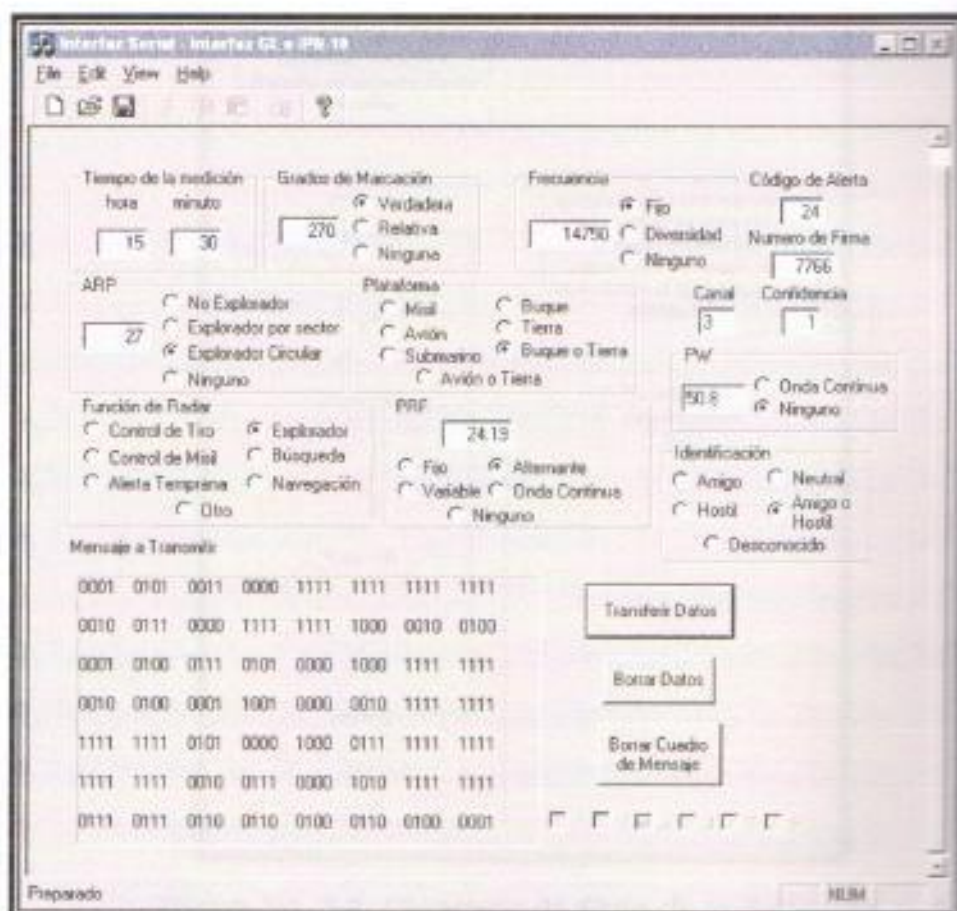 Interfaz Serial - Interfaz GL e IPN-10
File Edit View Help
Tiempo de la medición
hora minuto
15 30
Grados de Marcación
270
Verdadera
Relativa
Ninguna
Frecuencia
14750
Fijo
Diversidad
Ninguno
Código de Alerta
24
Numero de Firma
7766
ARP
27
No Explorador
Explorador por sector
Explorador Circular
Ninguno
Plataforma
Misil
Avión
Submarino
Buque
Tierra
Buque o Tierra
Avión o Tierra
Canal Confidencia
3 1
PW
50.8
Onda Continua
Ninguno
Función de Radar
Control de Tiro Explorador
Control de Misil Búsqueda
Alerta Temprana Navegación
Otro
PRF
24.19
Fijo Alternante
Variable Onda Continua
Ninguno
Identificación
Amigo Neutral
Hostil Amigo o Hostil
Desconocido
Mensaje a Transmitir
0001 0101 0011 0000 1111 1111 1111 1111
0010 0111 0000 1111 1111 1000 0010 0100
0001 0100 0111 0101 0000 1000 1111 1111
0010 0100 0001 1001 0000 0010 1111 1111
1111 1111 0101 0000 1000 0111 1111 1111
1111 1111 0010 0111 0000 1010 1111 1111
0111 0111 0110 0110 0100 0110 0100 0001
Transferir Datos
Borrar Datos
Borrar Cuadro
de Mensaje
Preparado
NUM